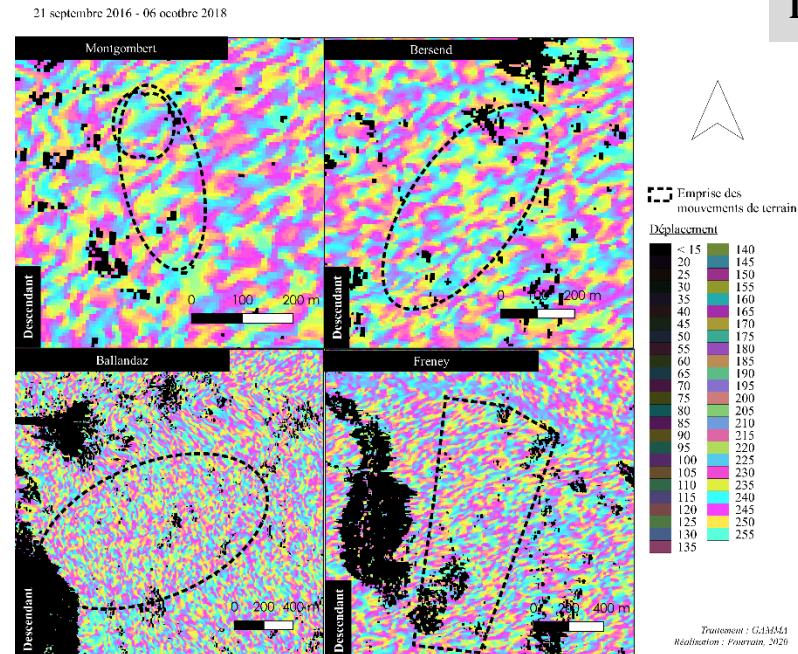 21 septembre 2016 - 06 ocotbre 2018
Montgombert
Bersend
Descendant
0 100 200 m
Descendant
0 100 200 m
Ballandaz
Freney
Descendant
0 200 400 m
Descendant
0 200 400 m
Emprise des
mouvements de terrain
Déplacement
< 15 140
20 145
25 150
30 155
35 160
40 165
45 170
50 175
55 180
60 185
65 190
70 195
75 200
80 205
85 210
90 215
95 220
100 225
105 230
110 235
115 240
120 245
125 250
130 255
135
Traitement : GAMMA
Réalisation : Pourrain, 2020